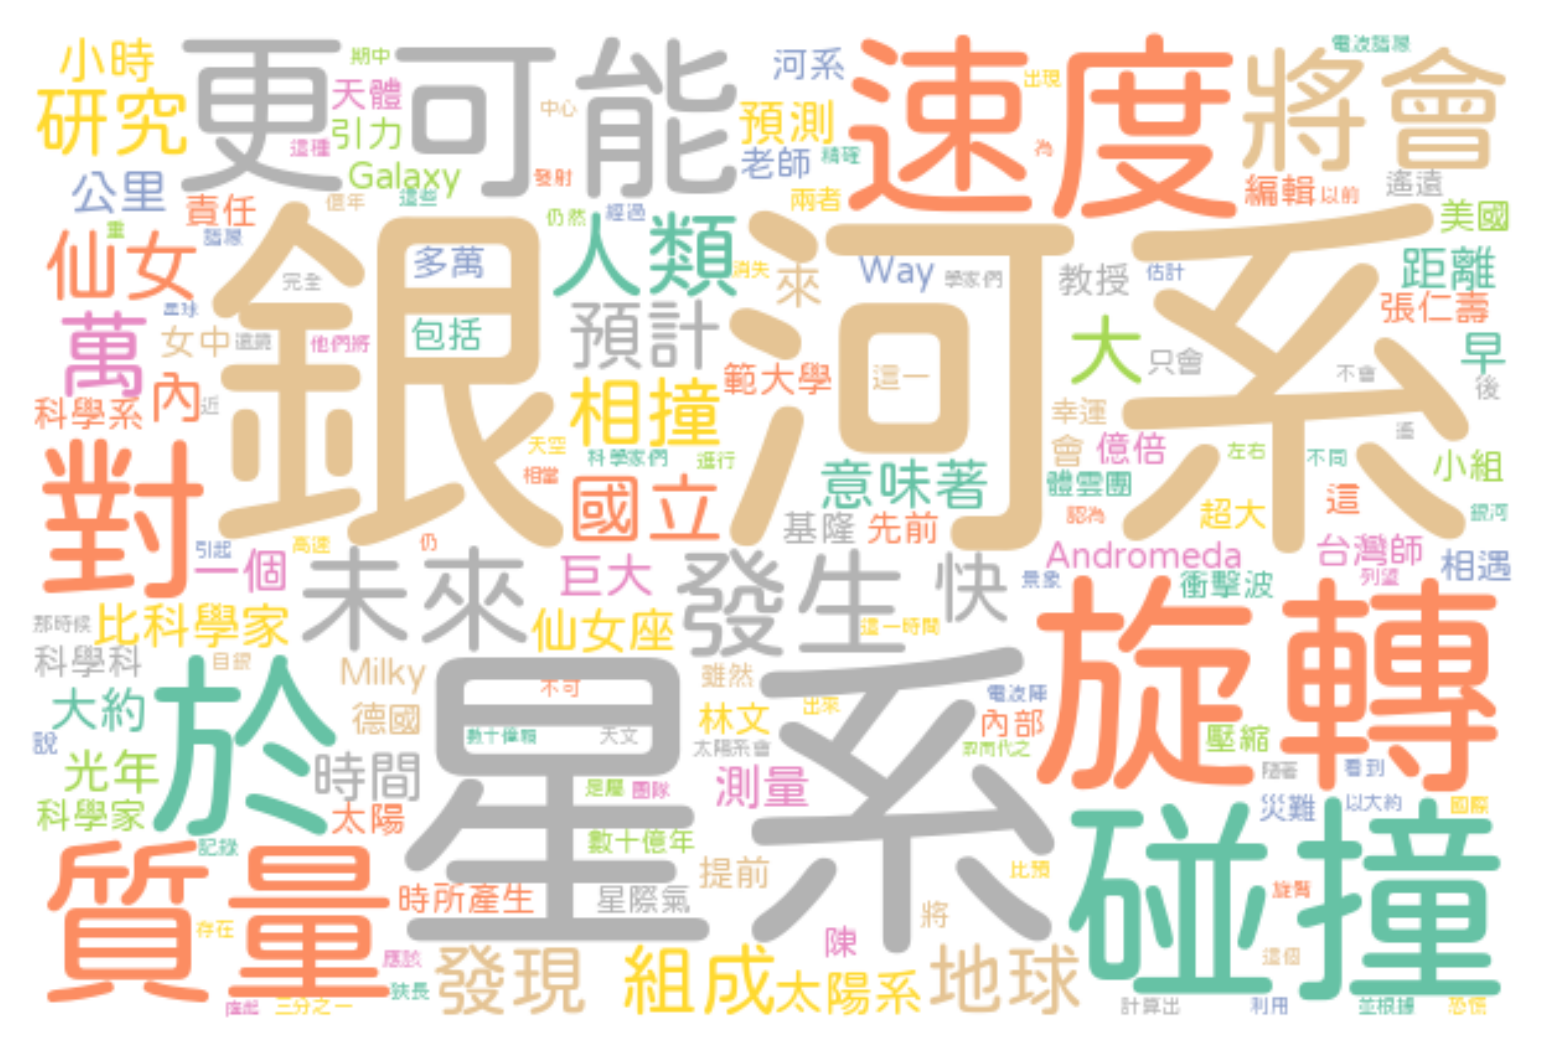 小時
期中
更可能
河系
速度
電波譜線
將會
研究
天體
中心
預測
出現
引力
這種
老師
精確
為
公里
Galaxy
發射
編輯
以前
遙遠
責任
億年
這些
兩者
美國
重
譜線
仍然
經過
仙女
銀河系
多萬
人類
消失
來
Way
學家們
教授
估計
距離
完全
星球
張仁壽
萬
女中
遠鏡
他們將
包括
預計
大
只會
早
範大學
這一
不會
後
科學系
內
近
相撞
幸運
遙
對
天空
科學家們
進行
會
億倍
左右
不同
小組
相當
意味著
體雲團
國立
超大
這
銀河
基隆
先前
認為
引起
高速
仍
一個
未來
巨大
發生
快
Andromeda
台灣師
相遇
景象
衝擊波
列望
那時候
比科學家
仙女座
這一時間
旋轉
科學科
目銀
Milky
星系
不可
雖然
大約
於
電波陣
出來
德國
林文
內部
說
數十億顆
天文
太陽系會
取而代之
壓縮
光年
時間
隨著
看到
足屬
團隊
測量
科學家
太陽
災難
以大約
國際
碰撞
記錄
數十億年
質量
提前
比預
時所產生
星際氣
旋臂
存在
將
陳
應該
發現
組成
太陽系
地球
這個
狹長
三分之一
計算出
利用
並根據
恐慌